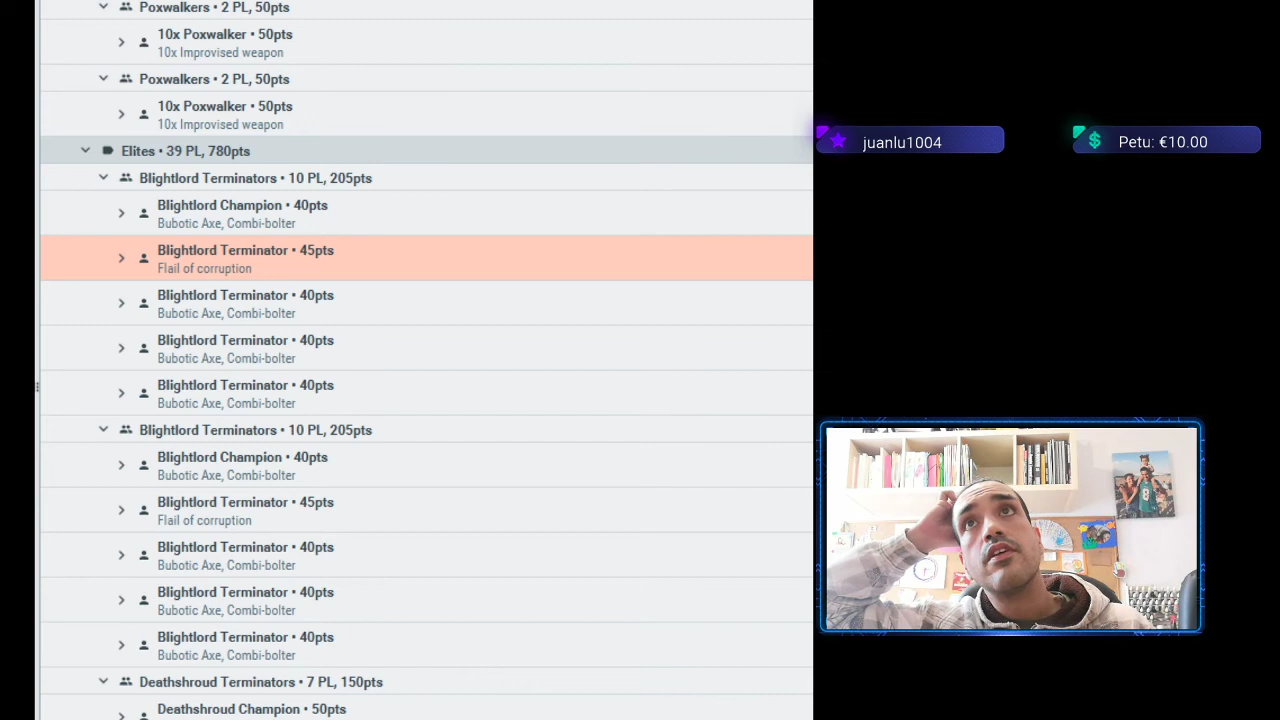 Poxwalkers • 2 PL, 50pts
10x Poxwalker • 50pts
10x Improvised weapon
Poxwalkers • 2 PL, 50pts
10x Poxwalker • 50pts
10x Improvised weapon
Elites • 39 PL, 780pts
Blightlord Terminators • 10 PL, 205pts
Blightlord Champion • 40pts
Bubotic Axe, Combi-bolter
Blightlord Terminator • 45pts
Flail of corruption
Blightlord Terminator • 40pts
Bubotic Axe, Combi-bolter
Blightlord Terminator • 40pts
Bubotic Axe, Combi-bolter
Blightlord Terminator • 40pts
Bubotic Axe, Combi-bolter
Blightlord Terminators • 10 PL, 205pts
Blightlord Champion • 40pts
Bubotic Axe, Combi-bolter
Blightlord Terminator • 45pts
Flail of corruption
Blightlord Terminator • 40pts
Bubotic Axe, Combi-bolter
Blightlord Terminator • 40pts
Bubotic Axe, Combi-bolter
Blightlord Terminator • 40pts
Bubotic Axe, Combi-bolter
Deathshroud Terminators • 7 PL, 150pts
Deathshroud Champion • 50pts
juanlu1004
$ Petu: €10.00
8